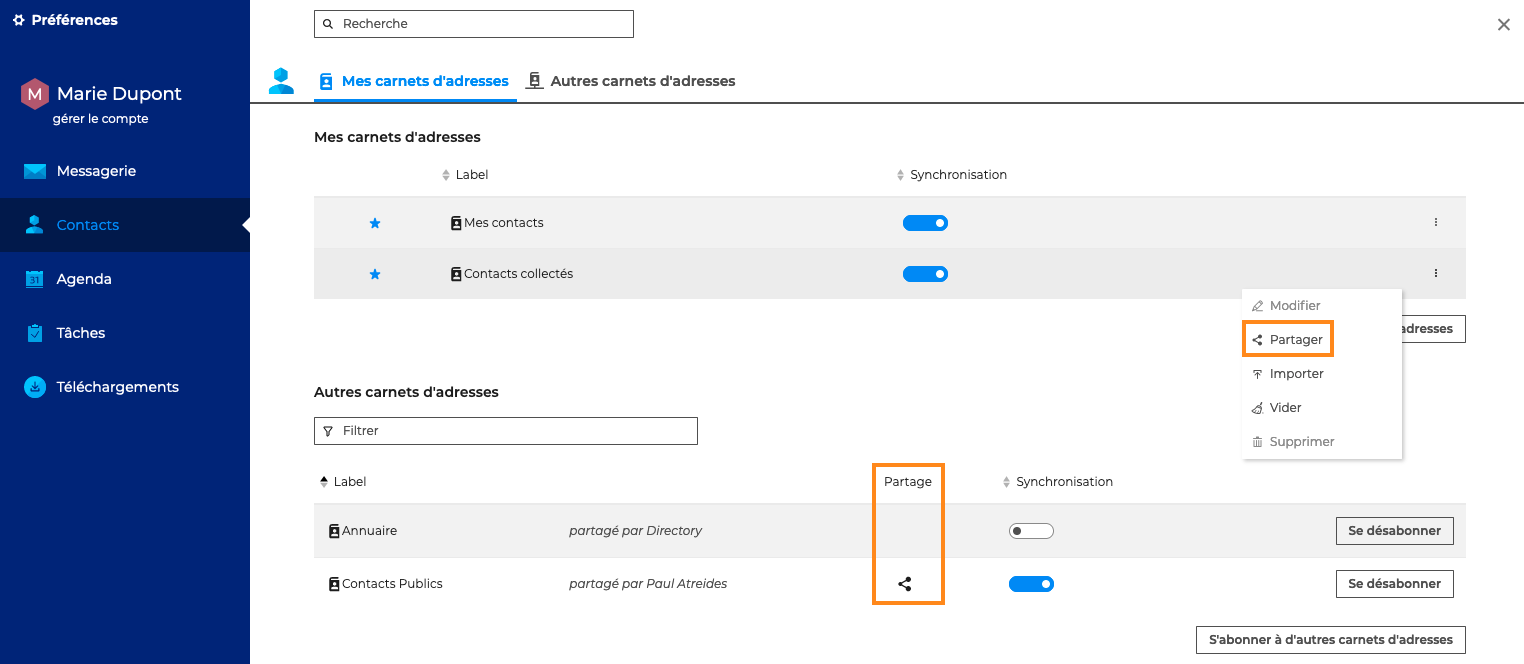 Préférences
Recherche
Mes carnets d'adresses
Autres carnets d'adresses
M
Marie Dupont
gérer le compte
Messagerie
Contacts
31
Agenda
Tâches
Téléchargements
Mes carnets d'adresses
Label
Synchronisation
Mes contacts
Contacts collectés
Modifier
Partager
Importer
Vider
Supprimer
adresses
Autres carnets d'adresses
Filtrer
Label
Partage
Synchronisation
Annuaire
partagé par Directory
Se désabonner
Contacts Publics
partagé par Paul Atreides
Se désabonner
S'abonner à d'autres carnets d'adresses